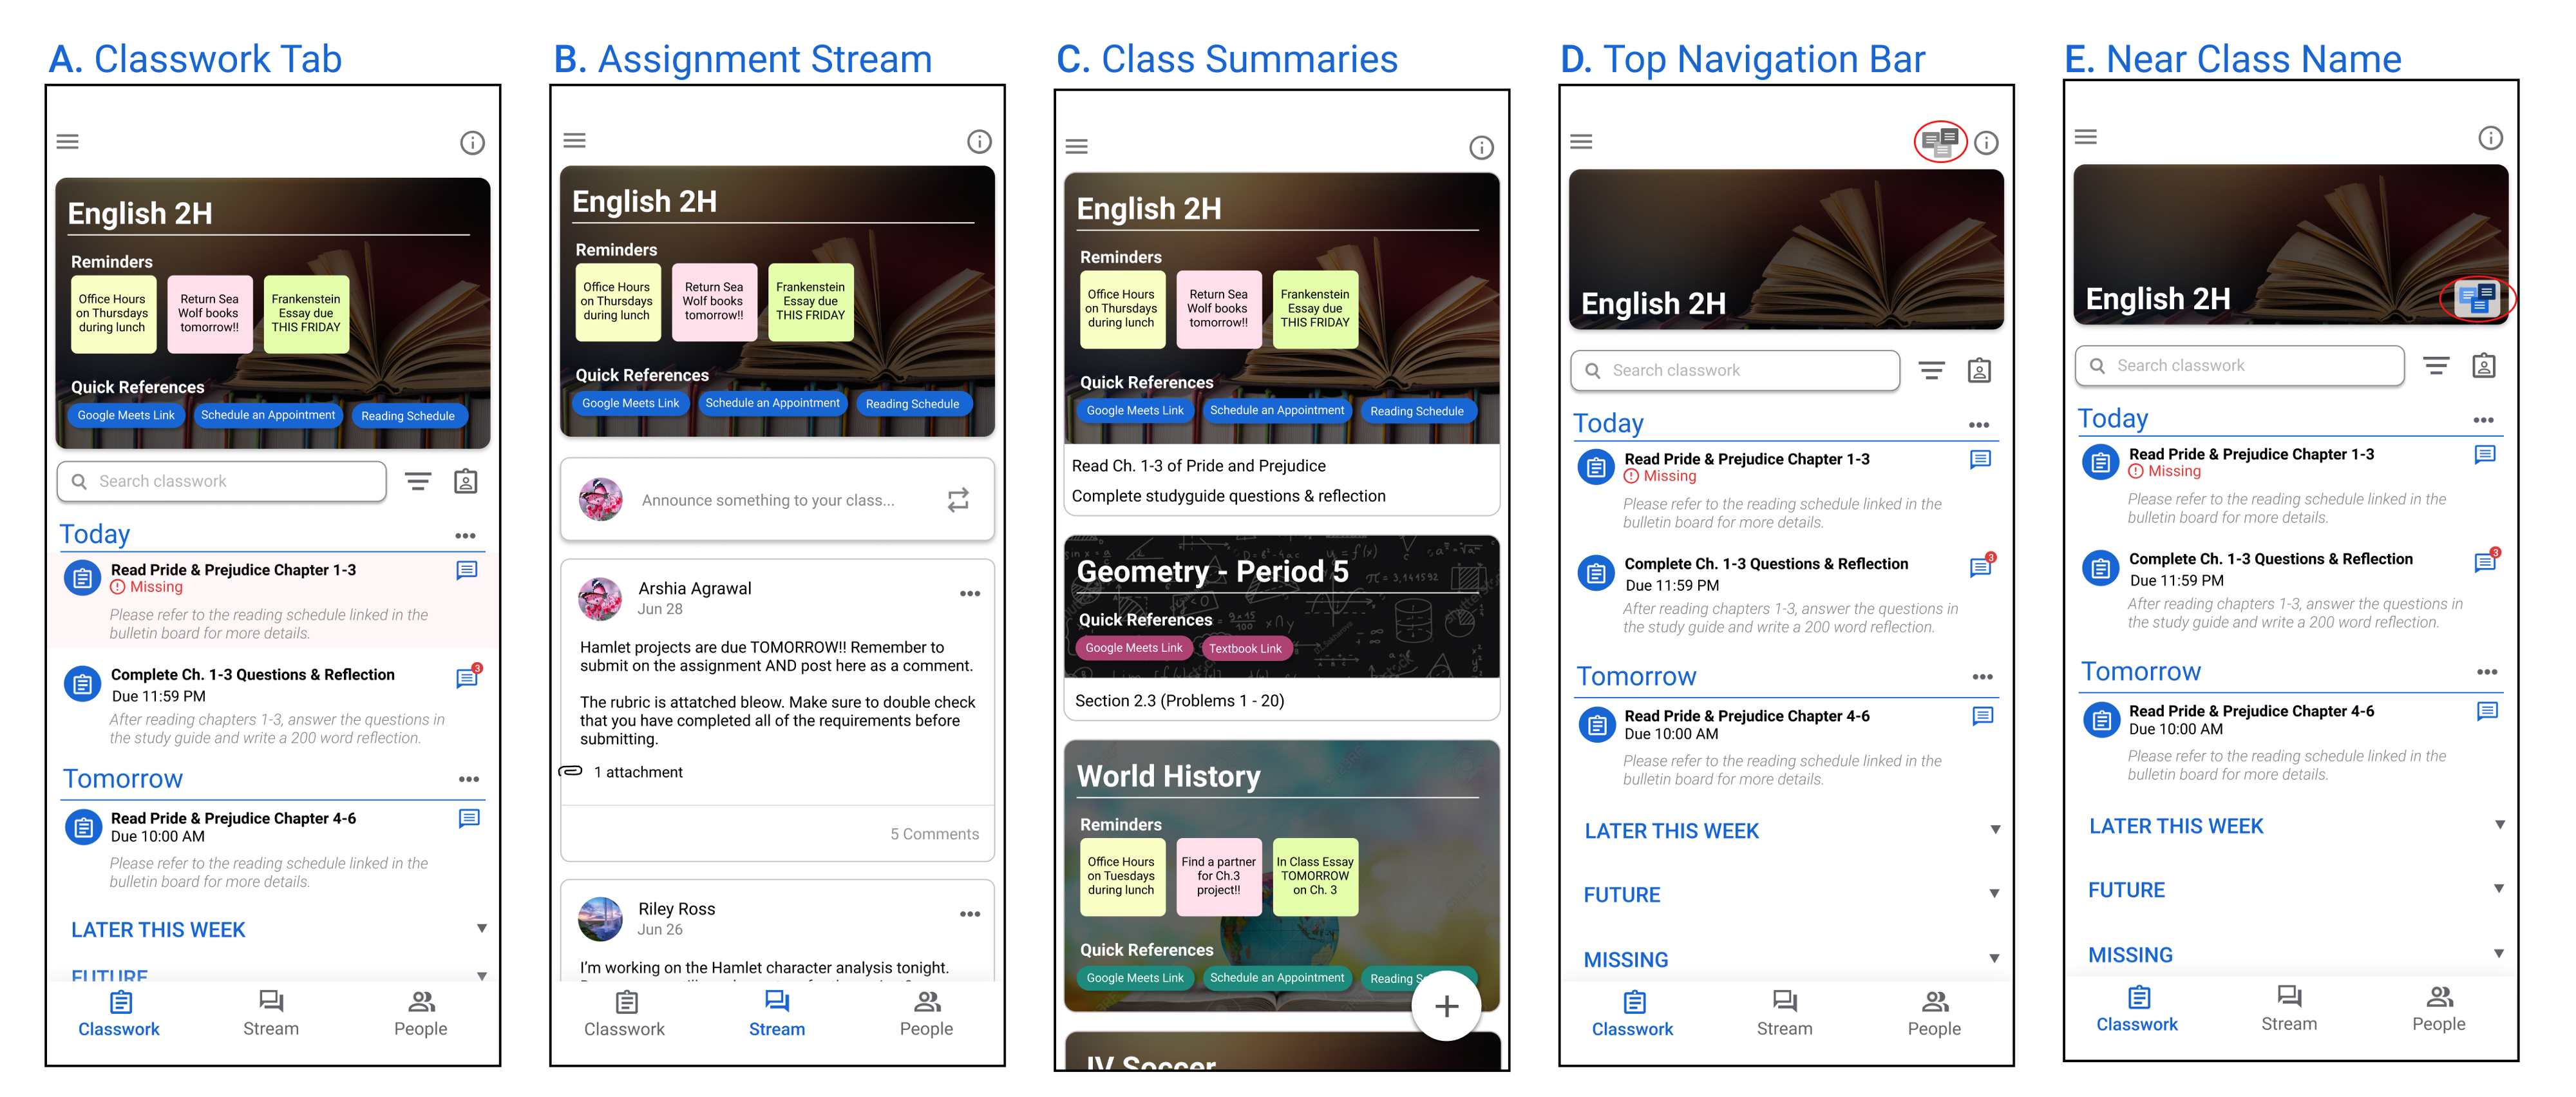 A. Classwork Tab
English 2H
Reminders
Office Hours
on Thursdays
during lunch
Return Sea
Wolf books
tomorrow!!
Frankenstein
Essay due
THIS FRIDAY
Quick References
Google Meets Link
Schedule an Appointment
Reading Schedule
Search classwork
Today
Read Pride & Prejudice Chapter 1-3
Missing
Please refer to the reading schedule linked in the
bulletin board for more details.
Complete Ch. 1-3 Questions & Reflection
3
Due 11:59 PM
After reading chapters 1-3, answer the questions in
the study guide and write a 200 word reflection.
Tomorrow
Read Pride & Prejudice Chapter 4-6
Due 10:00 AM
Please refer to the reading schedule linked in the
bulletin board for more details.
LATER THIS WEEK
FUTURE
Classwork
Stream
People
B. Assignment Stream
English 2H
Reminders
Office Hours
on Thursdays
during lunch
Return Sea
Wolf books
tomorrow!!
Frankenstein
Essay due
THIS FRIDAY
Quick References
Google Meets Link
Schedule an Appointment
Reading Schedule
Announce something to your class...
Arshia Agrawal
Jun 28
Hamlet projects are due TOMORROW!! Remember to
submit on the assignment AND post here as a comment.
The rubric is attatched bleow. Make sure to double check
that you have completed all of the requirements before
submitting.
1 attachment
5 Comments
Riley Ross
Jun 26
I'm working on the Hamlet character analysis tonight.
Classwork
Stream
People
C. Class Summaries
English 2H
Reminders
Office Hours
on Thursdays
during lunch
Return Sea
Wolf books
tomorrow!!
Frankenstein
Essay due
THIS FRIDAY
Quick References
Google Meets Link
Schedule an Appointment
Reading Schedule
Read Ch. 1-3 of Pride and Prejudice
Complete studyguide questions & reflection
Geometry - Period 5
π = 3,141592
Quick References
Google Meets Link
Textbook Link
Section 2.3 (Problems 1 - 20)
World History
Reminders
Office Hours
on Tuesdays
during lunch
Find a partner
for Ch.3
project!!
In Class Essay
TOMORROW
on Ch. 3
Quick References
Google Meets Link
Schedule an Appointment
Reading
JV Soccer
D. Top Navigation Bar
English 2H
Search classwork
Today
Read Pride & Prejudice Chapter 1-3
Missing
Please refer to the reading schedule linked in the
bulletin board for more details.
Complete Ch. 1-3 Questions & Reflection
3
Due 11:59 PM
After reading chapters 1-3, answer the questions in
the study guide and write a 200 word reflection.
Tomorrow
Read Pride & Prejudice Chapter 4-6
Due 10:00 AM
Please refer to the reading schedule linked in the
bulletin board for more details.
LATER THIS WEEK
FUTURE
MISSING
Classwork
Stream
People
E. Near Class Name
English 2H
Search classwork
Today
Read Pride & Prejudice Chapter 1-3
Missing
Please refer to the reading schedule linked in the
bulletin board for more details.
Complete Ch. 1-3 Questions & Reflection
3
Due 11:59 PM
After reading chapters 1-3, answer the questions in
the study guide and write a 200 word reflection.
Tomorrow
Read Pride & Prejudice Chapter 4-6
Due 10:00 AM
Please refer to the reading schedule linked in the
bulletin board for more details.
LATER THIS WEEK
FUTURE
MISSING
Classwork
Stream
People